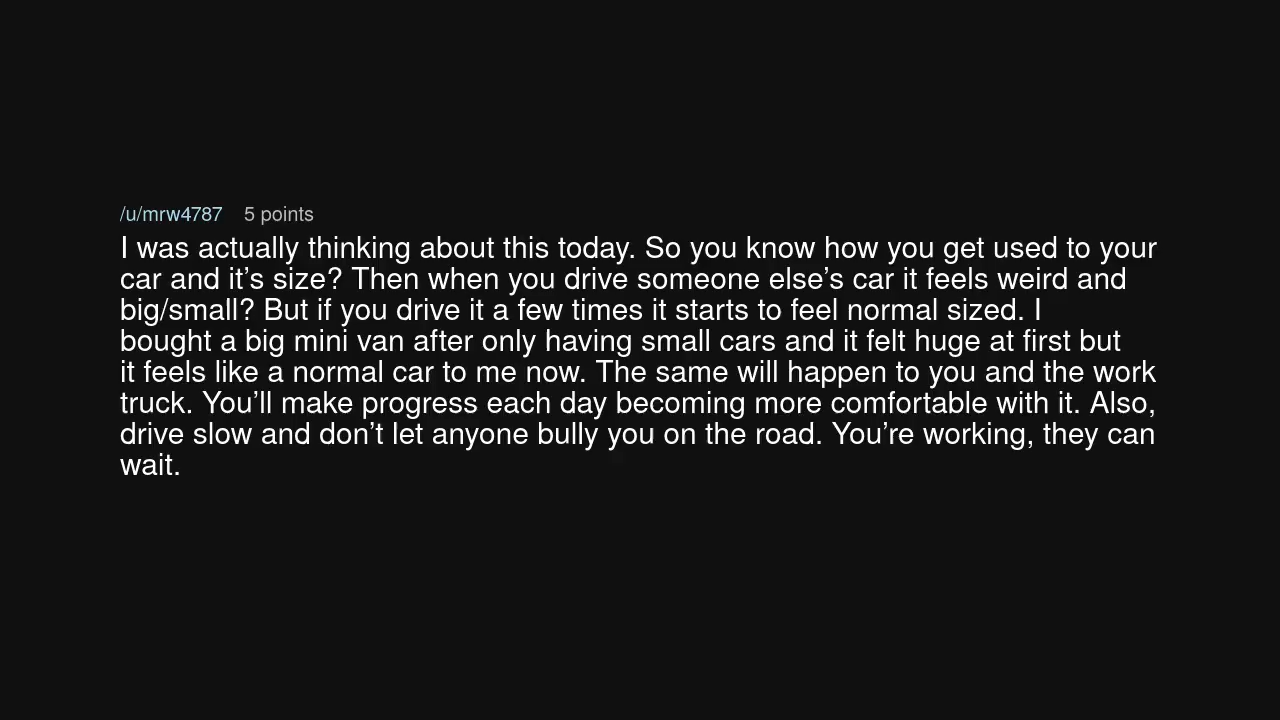 /u/mrw4787 5 points
I was actually thinking about this today. So you know how you get used to your
car and it’s size? Then when you drive someone else’s car it feels weird and
big/small? But if you drive it a few times it starts to feel normal sized. I
bought a big mini van after only having small cars and it felt huge at first but
it feels like a normal car to me now. The same will happen to you and the work
truck. You’ll make progress each day becoming more comfortable with it. Also,
drive slow and don’t let anyone bully you on the road. You’re working, they can
wait.